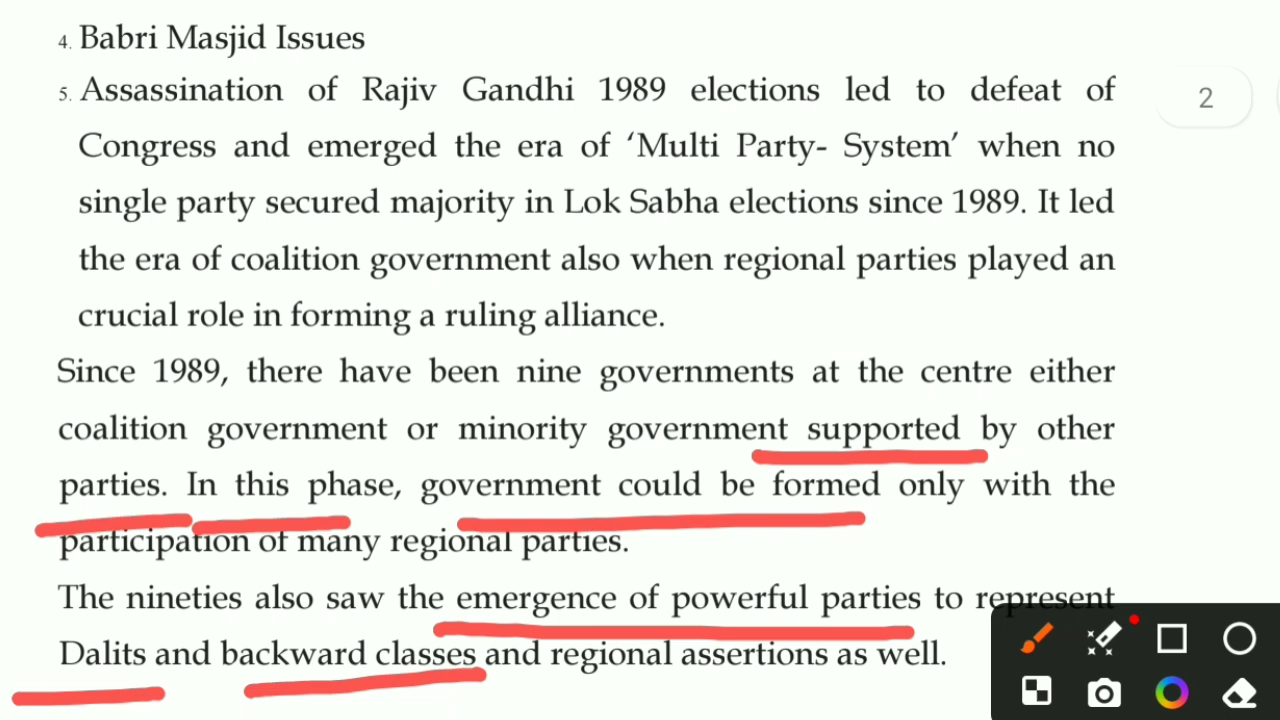 4. Babri Masjid Issues
5. Assassination of Rajiv Gandhi 1989 elections led to defeat of
2
Congress and emerged the era of ‘Multi Party- System’ when no
single party secured majority in Lok Sabha elections since 1989. It led
the era of coalition government also when regional parties played an
crucial role in forming a ruling alliance.
Since 1989, there have been nine governments at the centre either
coalition government or minority government supported by other
parties. In this phase, government could be formed only with the
participation of many regional parties.
The nineties also saw the emergence of powerful parties to represent
Dalits and backward classes and regional assertions as well.